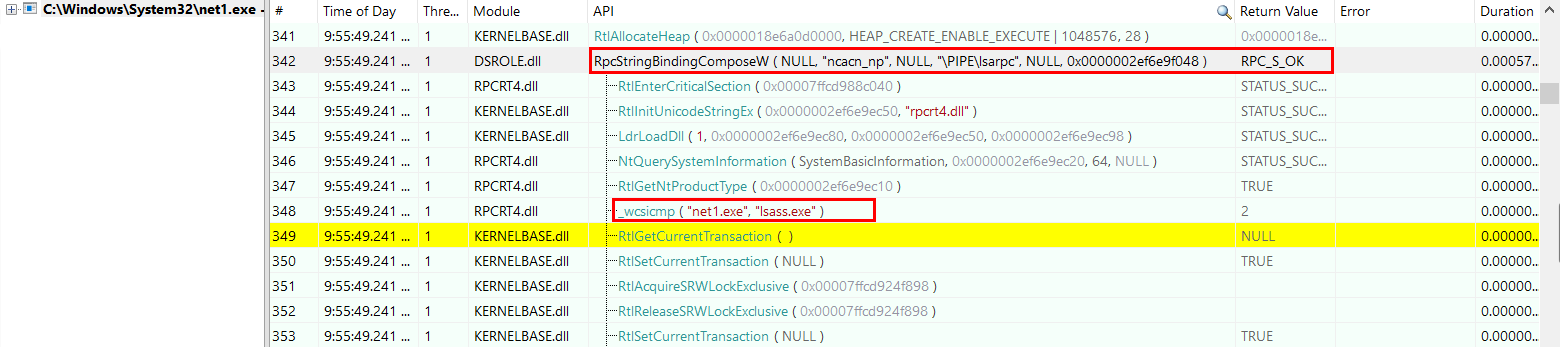 C:\Windows\System32\net1.exe –
# Time of Day Thre... Module API Return Value Error Duration
341 9:55:49.241 ... 1 KERNELBASE.dll RtlAllocateHeap ( 0x0000018e6a0d0000, HEAP_CREATE_ENABLE_EXECUTE | 1048576, 28 ) 0x0000018e... 0.00000...
342 9:55:49.241 ... 1 DSROLE.dll RpcStringBindingComposeW ( NULL, "ncacn_np", NULL, "\PIPE\lsarpc", NULL, 0x0000002ef6e9f048 ) RPC_S_OK 0.00057...
343 9:55:49.241 ... 1 RPCRT4.dll RtlEnterCriticalSection ( 0x00007ffcd988c040 ) STATUS_SUC... 0.00000...
344 9:55:49.241 ... 1 KERNELBASE.dll RtlInitUnicodeStringEx ( 0x0000002ef6e9ec50, "rpcrt4.dll" ) STATUS_SUC... 0.00000...
345 9:55:49.241 ... 1 KERNELBASE.dll LdrLoadDll ( 1, 0x0000002ef6e9ec80, 0x0000002ef6e9ec50, 0x0000002ef6e9ec98 ) STATUS_SUC... 0.00000...
346 9:55:49.241 ... 1 RPCRT4.dll NtQuerySystemInformation ( SystemBasicInformation, 0x0000002ef6e9ec20, 64, NULL ) STATUS_SUC... 0.00000...
347 9:55:49.241 ... 1 RPCRT4.dll RtlGetNtProductType ( 0x0000002ef6e9ec10 ) TRUE 0.00000...
348 9:55:49.241 ... 1 RPCRT4.dll _wcsicmp ( "net1.exe", "lsass.exe" ) 2 0.00000...
349 9:55:49.241 ... 1 KERNELBASE.dll RtlGetCurrentTransaction ( ) NULL 0.00000...
350 9:55:49.241 ... 1 KERNELBASE.dll RtlSetCurrentTransaction ( NULL ) TRUE 0.00000...
351 9:55:49.241 ... 1 KERNELBASE.dll RtlAcquireSRWLockExclusive ( 0x00007ffcd924f898 ) 0.00000...
352 9:55:49.241 ... 1 KERNELBASE.dll RtlReleaseSRWLockExclusive ( 0x00007ffcd924f898 ) 0.00000...
353 9:55:49.241 ... 1 KERNELBASE.dll RtlSetCurrentTransaction ( NULL ) TRUE 0.00000...